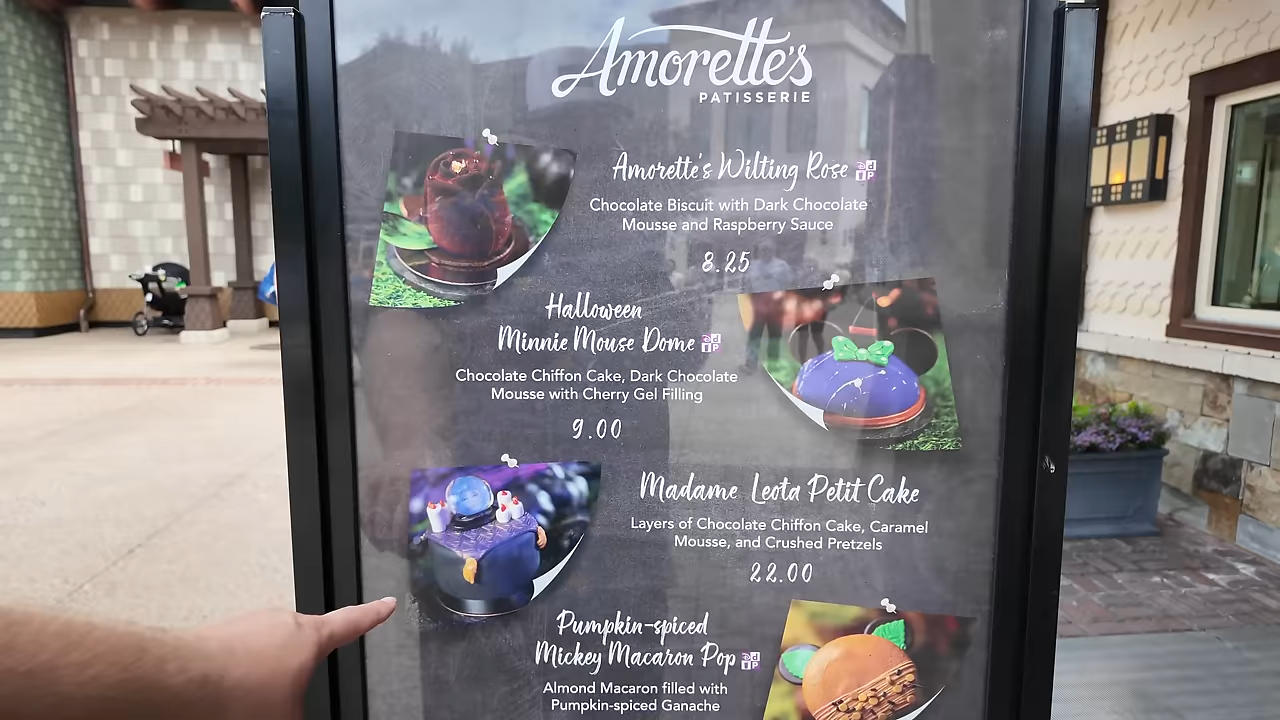 Amorette's
PATISSERIE
Amorette's Wilting Rose
Chocolate Biscuit with Dark Chocolate
Mousse and Raspberry Sauce
8.25
Halloween
Minnie Mouse Dome
Chocolate Chiffon Cake, Dark Chocolate
Mousse with Cherry Gel Filling
9.00
Madame Leota Petit Cake
Layers of Chocolate Chiffon Cake, Caramel
Mousse, and Crushed Pretzels
22.00
Pumpkin-spiced
Mickey Macaron Pop
Almond Macaron filled with
Pumpkin-spiced Ganache